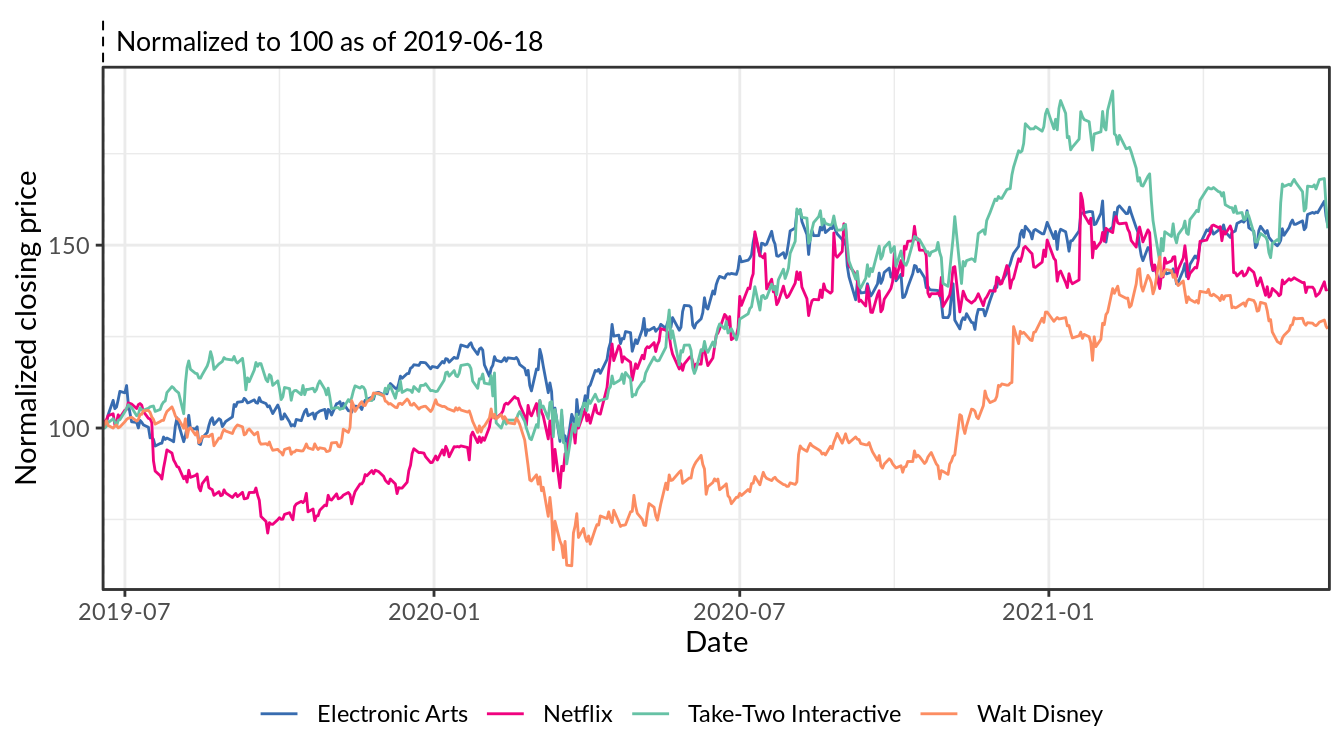 Normalized to 100 as of 2019-06-18
Normalized closing price
150
100
2019-07 2020-01 2020-07 2021-01
Date
Electronic Arts Netflix Take-Two Interactive Walt Disney